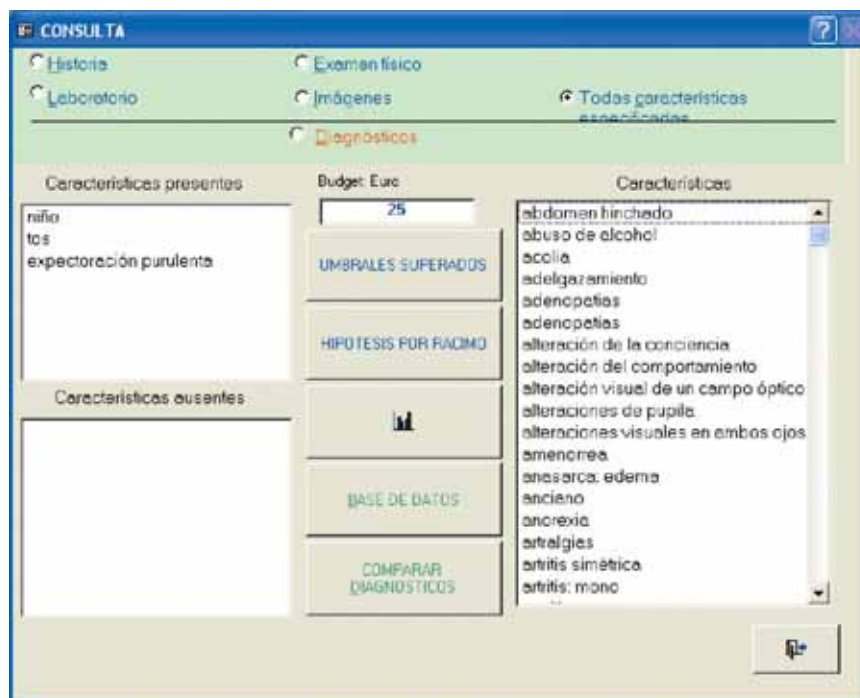 CONSULTA
Historia
Examen físico
Laboratorio
Imágenes
Todas características
especificadas
Diagnósticos
Características presentes
niño
tos
expectoración purulenta
Características ausentes
Budget: Euro
25
UMBRALES SUPERADOS
HIPOTESIS POR RACIMO
BASE DE DATOS
COMPARAR
DIAGNOSTICOS
Características
abdomen hinchado
abuso de alcohol
acolia
adelgazamiento
adenopatías
adenopatías
alteración de la conciencia
alteración del comportamiento
alteración visual de un campo óptico
alteraciones de pupila
alteraciones visuales en ambos ojos
amenorrea
anasarca: edema
anciano
anorexia
artralgias
artritis simétrica
artritis: mono